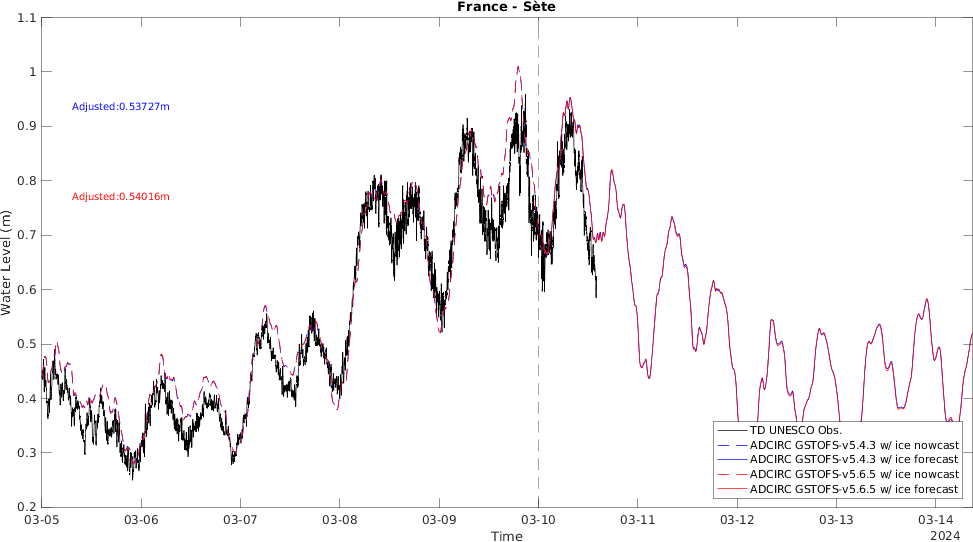 France - Sète
1.1
1
0.9
0.8
0.7
0.6
0.5
0.4
0.3
0.2
Water Level (m)
Adjusted:0.53727m
Adjusted:0.54016m
TD UNESCO Obs.
ADCIRC GSTOFS-v5.4.3 w/ ice nowcast
ADCIRC GSTOFS-v5.4.3 w/ ice forecast
ADCIRC GSTOFS-v5.6.5 w/ ice nowcast
ADCIRC GSTOFS-v5.6.5 w/ ice forecast
03-05 03-06 03-07 03-08 03-09 03-10 03-11 03-12 03-13 03-14
2024
Time